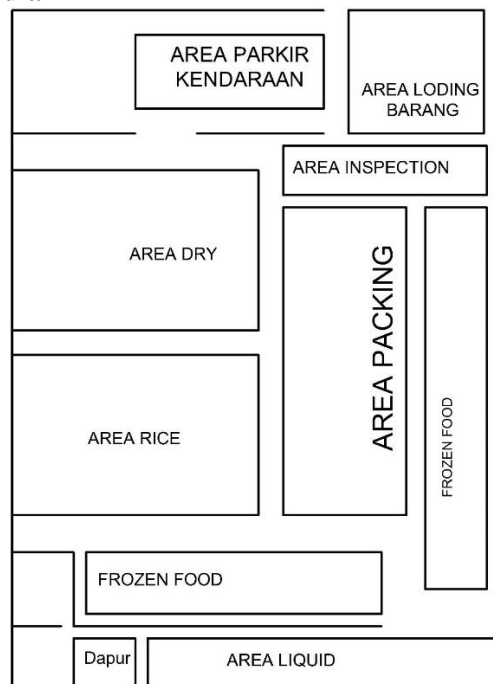 AREA PARKIR
KENDARAAN
AREA LODING
BARANG
AREA INSPECTION
AREA DRY
AREA PACKING
AREA RICE
FROZEN FOOD
FROZEN FOOD
Dapur
AREA LIQUID